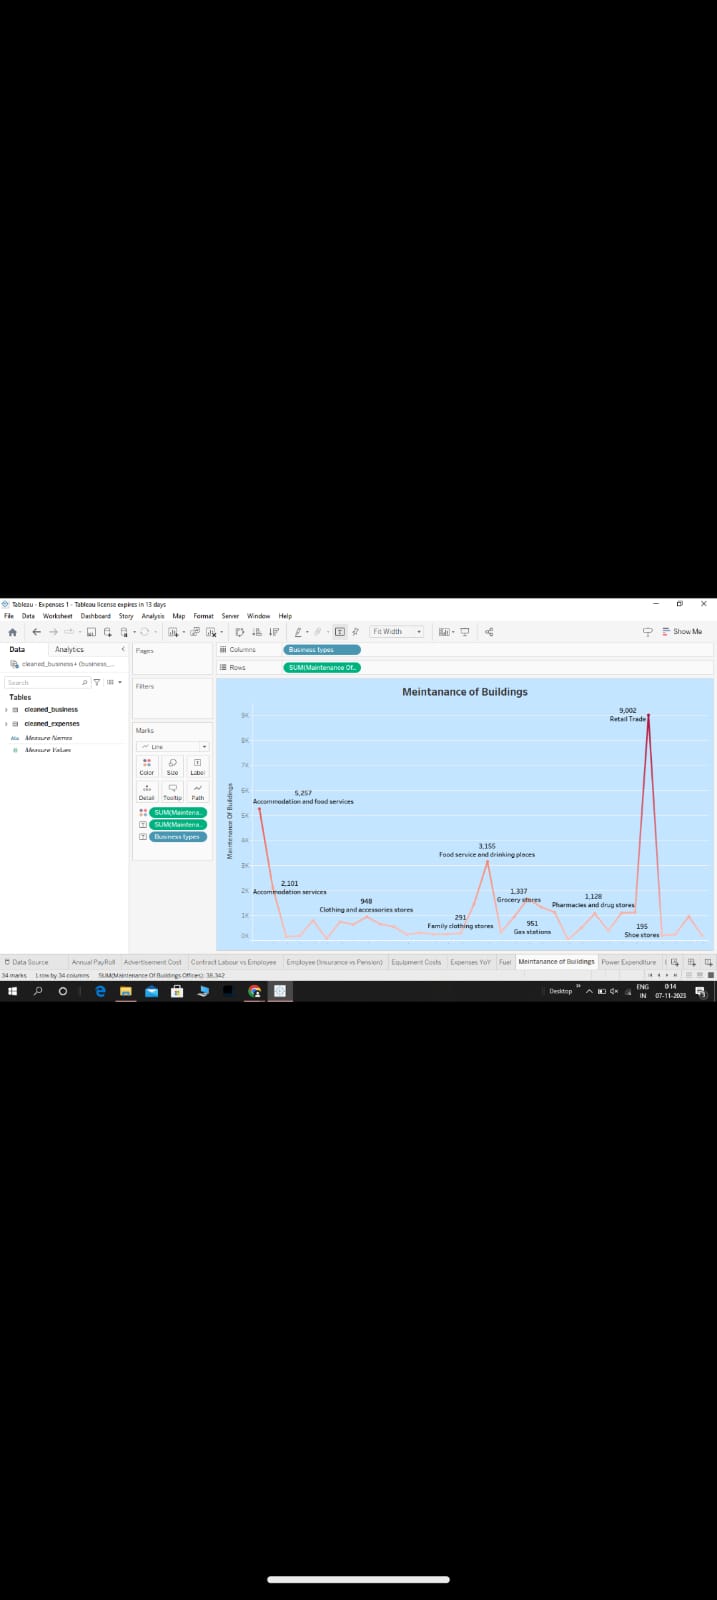 Tableau - Expenses 1 - Tableau license expires in 13 days
File Data Worksheet Dashboard Story Analysis Map Format Server Window Help
Fit Width
Show Me
Data Analytics
Pages
Columns
Business types
cleaned_business+ (business_...
Rows
SUM(Maintenance Of..
Search
Filters
Tables
cleaned_business
cleaned_expenses
Abc Measure Names
# Measure Values
Marks
Line
Color Size Label
Detail Tooltip Path
SUM(Maintena..
SUM(Maintena..
Business types
Meintanance of Buildings
Maintenance Of Buildings
9K
8K
7K
6K
5K
4K
3K
2K
1K
0K
9,002
Retail Trade
5,257
Accommodation and food services
3,155
Food service and drinking places
2,101
Accommodation services
948
Clothing and accessories stores
291
Family clothing stores
1,337
Grocery stores
951
Gas stations
1,128
Pharmacies and drug stores
195
Shoe stores
Data Source Annual PayRoll Advertisement Cost Contract Labour vs Employee Employee (Insurance vs Pension) Equipment Costs Expenses YoY Fuel Meintanance of Buildings Power Expenditure
34 marks 1 row by 34 columns SUM(Maintenance Of Buildings Offices): 38,342
Desktop
ENG
IN
0:14
07-11-2023